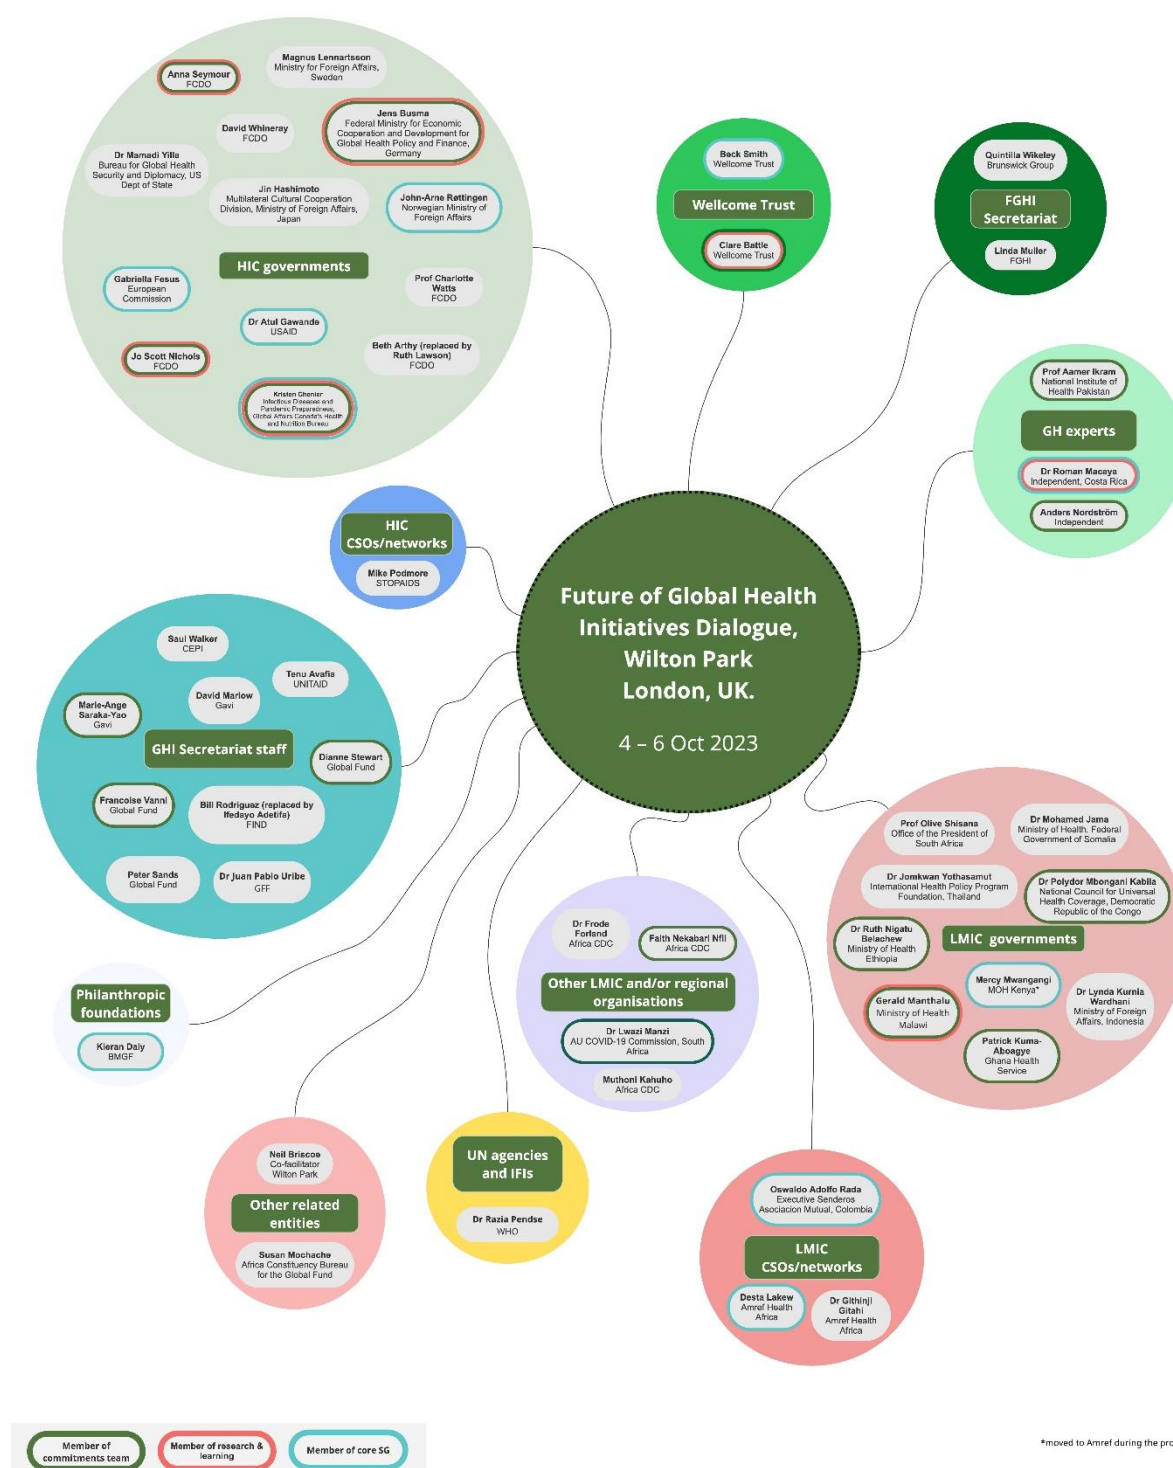 Anna Seymour
FCDO
Magnus Lennartsson
Ministry for Foreign Affairs,
Sweden
David Whineray
FCDO
Jens Busma
Federal Ministry for Economic
Cooperation and Development for
Global Health Policy and Finance,
Germany
Dr Mamadi Yilla
Bureau for Global Health
Security and Diplomacy, US
Dept of State
Jin Hashimoto
Multilateral Cultural Cooperation
Division, Ministry of Foreign Affairs,
Japan
John-Arne Røttingen
Norwegian Ministry of
Foreign Affairs
HIC governments
Gabriella Fesus
European
Commission
Prof Charlotte
Watts
FCDO
Dr Atul Gawande
USAID
Jo Scott Nichols
FCDO
Beth Arthy (replaced by
Ruth Lawson)
FCDO
Kristen Chenier
Infectious Diseases and
Pandemic Preparedness,
Global Affairs Canada's Health
and Nutrition Bureau
Beck Smith
Wellcome Trust
Wellcome Trust
Clare Battle
Wellcome Trust
Quintilla Wikeley
Brunswick Group
FGHI
Secretariat
Linda Muller
FGHI
Prof Aamer Ikram
National Institute of
Health Pakistan
GH experts
Dr Roman Macaya
Independent, Costa Rica
Anders Nordström
Independent
HIC
CSOs/networks
Mike Podmore
STOPAIDS
Future of Global Health
Initiatives Dialogue,
Wilton Park
London, UK.
4 – 6 Oct 2023
Saul Walker
CEPI
Tenu Avafia
UNITAID
Marie-Ange
Saraka-Yao
Gavi
David Marlow
Gavi
GHI Secretariat staff
Dianne Stewart
Global Fund
Francoise Vanni
Global Fund
Bill Rodriguez (replaced by
Ifedayo Adetifa)
FIND
Peter Sands
Global Fund
Dr Juan Pablo Uribe
GFF
Prof Olive Shisana
Office of the President of
South Africa
Dr Mohamed Jama
Ministry of Health, Federal
Government of Somalia
Dr Jomkwan Yothasamut
International Health Policy Program
Foundation, Thailand
Dr Polydor Mbongani Kabila
National Council for Universal
Health Coverage, Democratic
Republic of the Congo
Dr Ruth Nigatu
Belachew
Ministry of Health
Ethiopia
LMIC governments
Gerald Manthalu
Ministry of Health
Malawi
Mercy Mwangangi
MOH Kenya*
Dr Lynda Kurnia
Wardhani
Ministry of Foreign
Affairs, Indonesia
Patrick Kuma-
Aboagye
Ghana Health
Service
Dr Frode
Forland
Africa CDC
Faith Nekabari Nfii
Africa CDC
Other LMIC and/or regional
organisations
Dr Lwazi Manzi
AU COVID-19 Commission, South
Africa
Muthoni Kahuho
Africa CDC
Philanthropic
foundations
Kieran Daly
BMGF
Neil Briscoe
Co-facilitator
Wilton Park
Other related
entities
Susan Mochache
Africa Constituency Bureau
for the Global Fund
UN agencies
and IFIs
Dr Razia Pendse
WHO
Oswaldo Adolfo Rada
Executive Senderos
Asociacion Mutual, Colombia
LMIC
CSOs/networks
Desta Lakew
Amref Health
Africa
Dr Githinji
Gitahi
Amref Health
Africa
Member of
commitments team
Member of research &
learning
Member of core SG
*moved to Amref during the